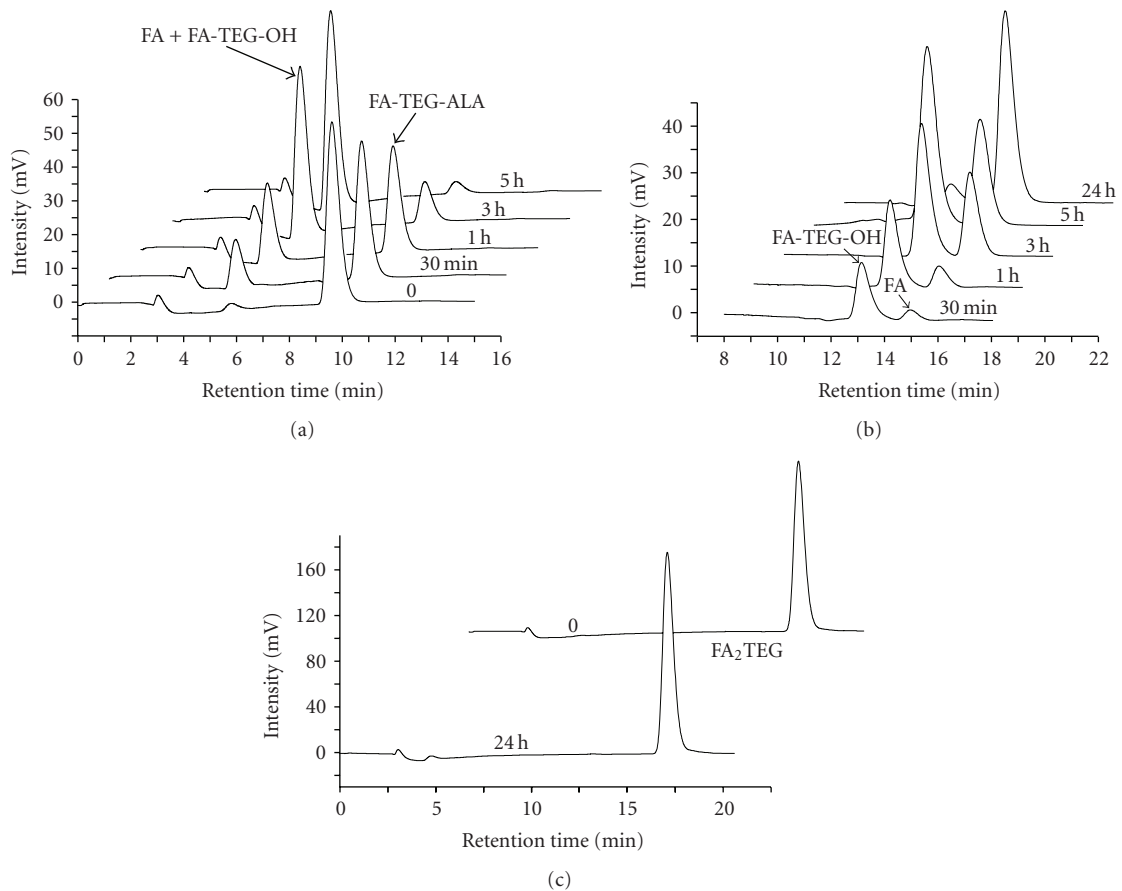 FA + FA-TEG-OH
FA-TEG-ALA
60
50
40
30
20
10
0
Intensity (mV)
5 h
3 h
1 h
30 min
0
0 2 4 6 8 10 12 14 16
Retention time (min)
(a)
40
30
20
10
0
Intensity (mV)
24 h
5 h
3 h
1 h
30 min
FA-TEG-OH
FA
8 12 14 16 18 20 22
Retention time (min)
(b)
160
120
80
40
0
Intensity (mV)
0
FA₂TEG
24 h
0 5 10 15 20
Retention time (min)
(c)